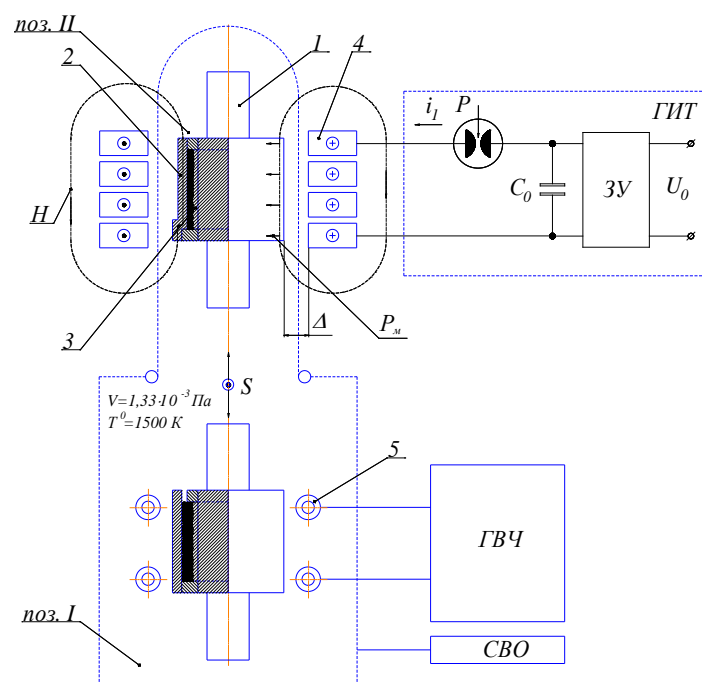 поз. II
1
4
2
i₁
P
ГИТ
C₀
ЗУ
U₀
H
3
Δ
Pм
S
V=1,33·10⁻³ Па
T⁰=1500 К
5
ГВЧ
поз. I
СВО